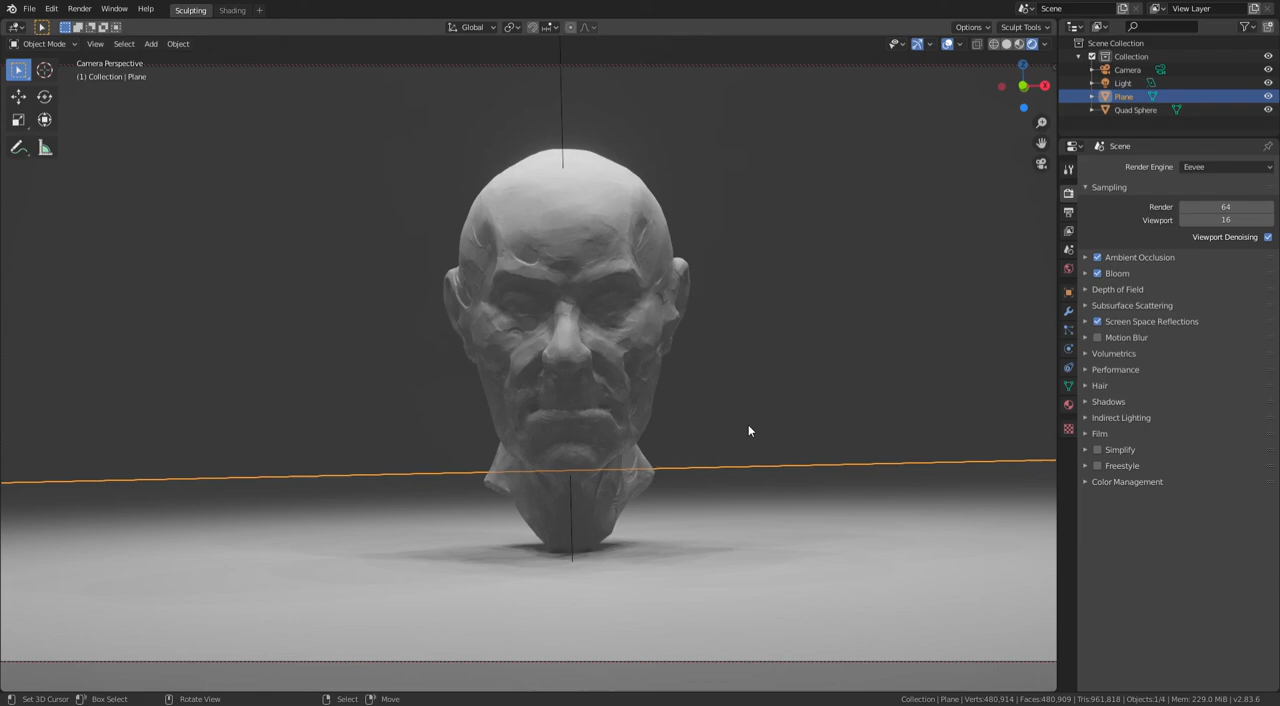 File Edit Render Window Help Sculpting Shading + Scene View Layer
Global Options Sculpt Tools
Object Mode View Select Add Object
Camera Perspective
(1) Collection | Plane
Z
X
Scene Collection
Collection
Camera
Light
Plane
Quad Sphere
Scene
Render Engine Eevee
Sampling
Render 64
Viewport 16
Viewport Denoising
Ambient Occlusion
Bloom
Depth of Field
Subsurface Scattering
Screen Space Reflections
Motion Blur
Volumetrics
Performance
Hair
Shadows
Indirect Lighting
Film
Simplify
Freestyle
Color Management
Set 3D Cursor Box Select Rotate View Select Move Collection | Plane | Verts:480,914 | Faces:480,909 | Tris:961,818 | Objects:1/4 | Mem: 229.0 MiB | v2.83.6